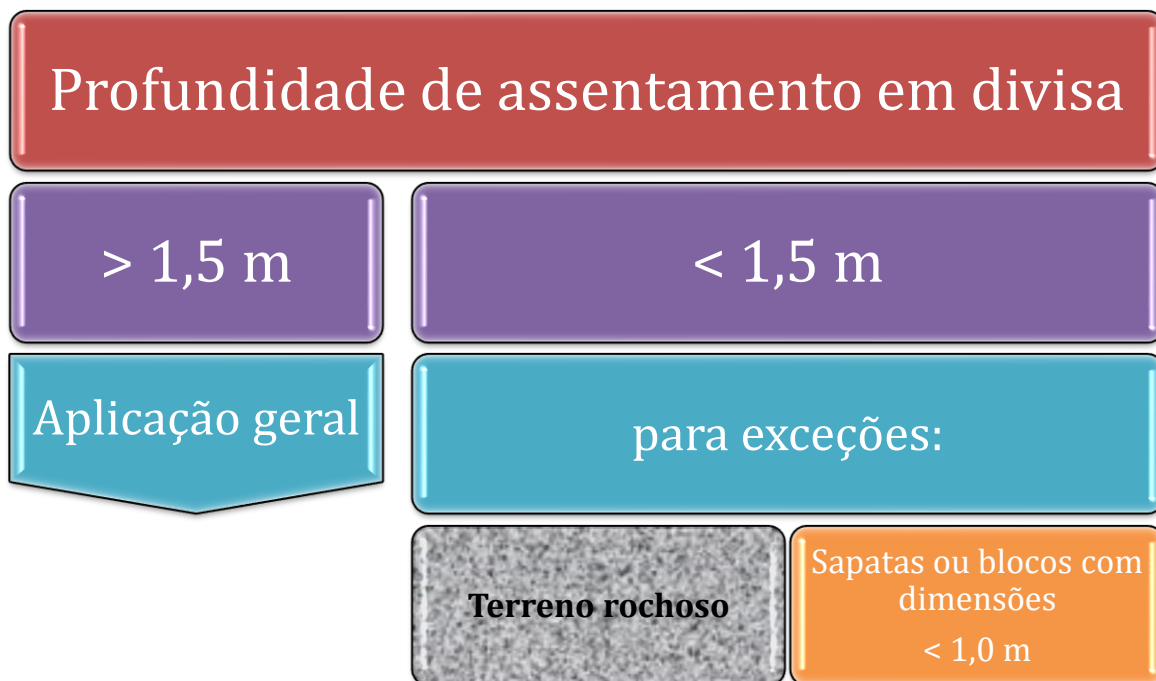 Profundidade de assentamento em divisa
> 1,5 m
< 1,5 m
Aplicação geral
para exceções:
Terreno rochoso
Sapatas ou blocos com
dimensões
< 1,0 m